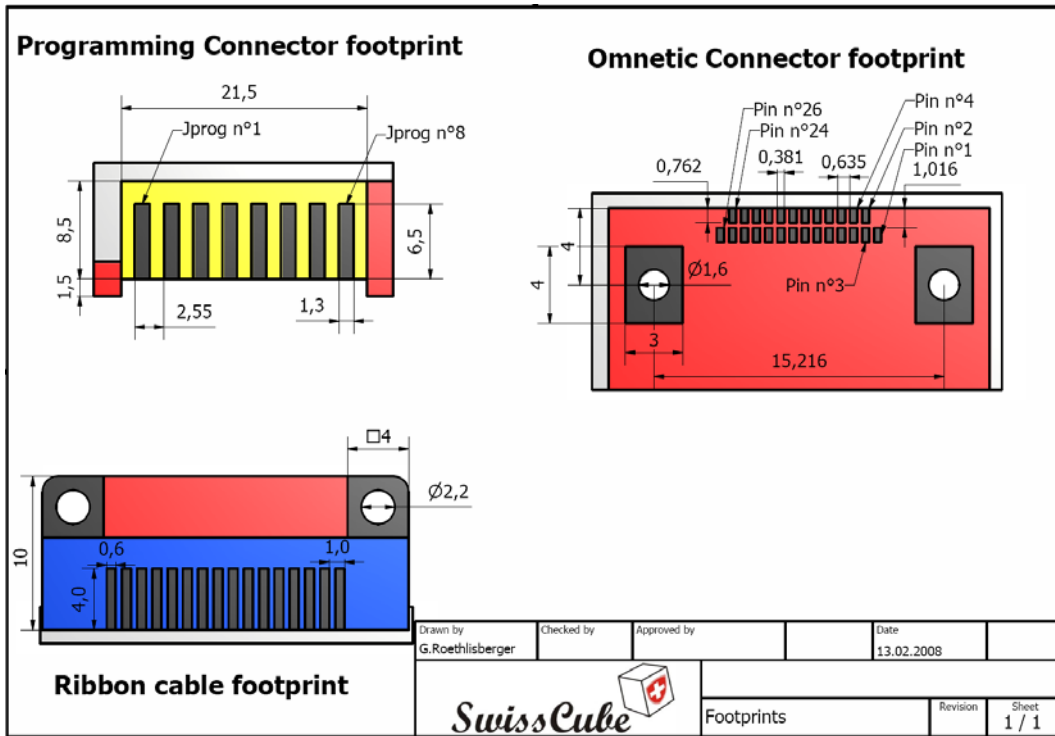 Programming Connector footprint
21,5
Jprog n°1
Jprog n°8
8,5
6,5
1,5
2,55
1,3
Omnetic Connector footprint
Pin n°26
Pin n°4
Pin n°24
Pin n°2
0,762
0,381
0,635
Pin n°1
1,016
4
4
Ø1,6
Pin n°3
3
15,216
□4
Ø2,2
10
0,6
1,0
4,0
Ribbon cable footprint
Drawn by
G.Roethlisberger
Checked by
Approved by
Date
13.02.2008
SwissCube
Footprints
Revision
Sheet
1 / 1